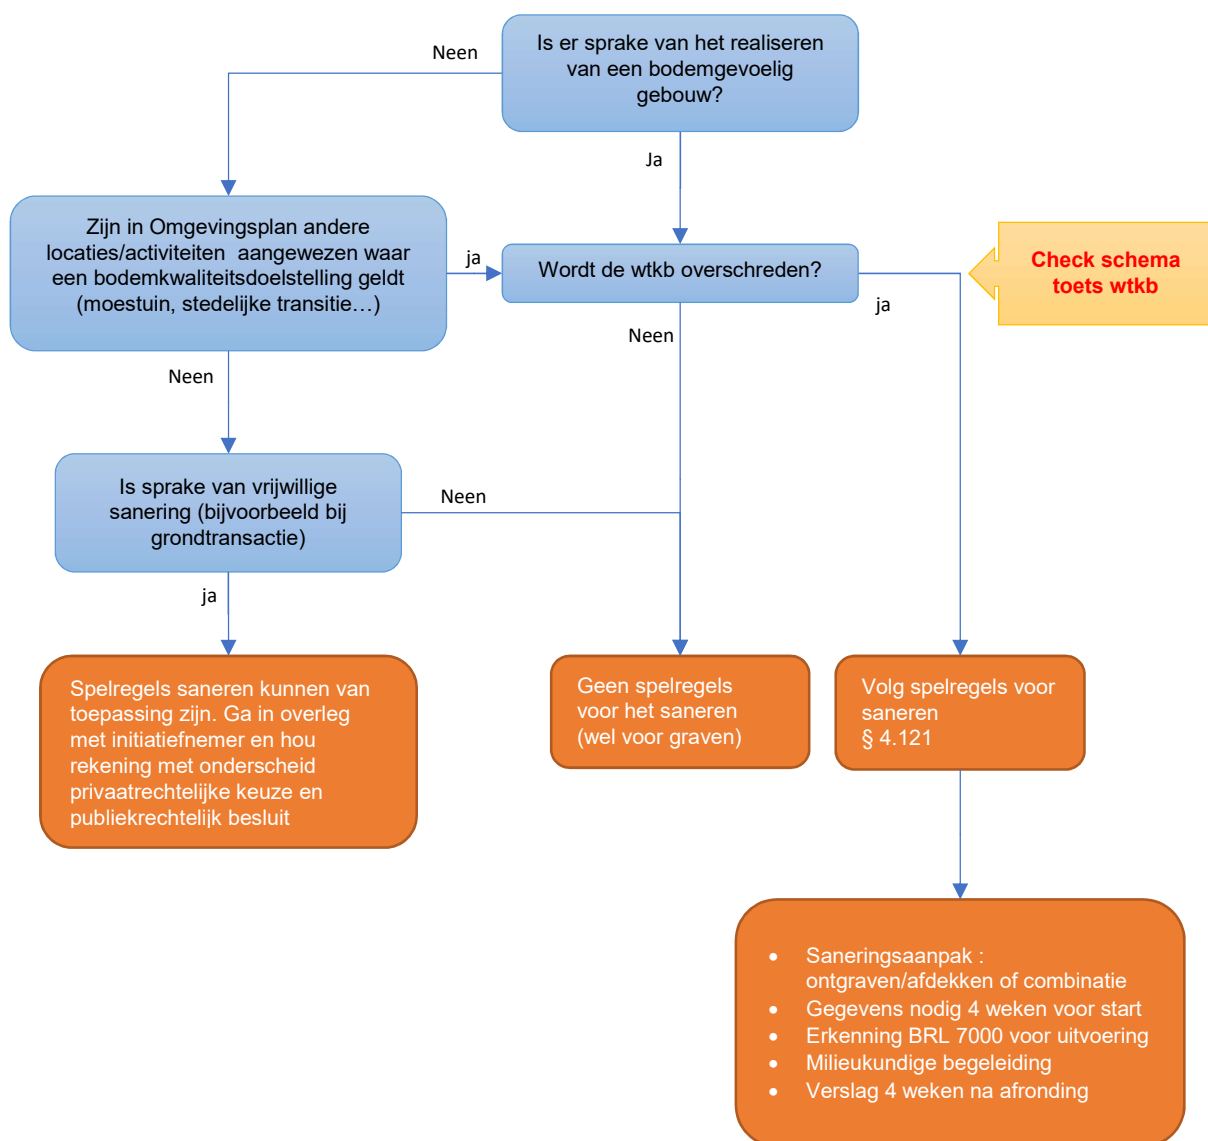 Neen
Is er sprake van het realiseren
van een bodemgevoelig
gebouw?
Ja
Zijn in Omgevingsplan andere
locaties/activiteiten  aangewezen waar
een bodemkwaliteitsdoelstelling geldt
(moestuin, stedelijke transitie…)
ja
Wordt de wtkb overschreden?
ja
Check schema
toets wtkb
Neen
Neen
Is sprake van vrijwillige
sanering (bijvoorbeeld bij
grondtransactie)
Neen
ja
Spelregels saneren kunnen van
toepassing zijn. Ga in overleg
met initiatiefnemer en hou
rekening met onderscheid
privaatrechtelijke keuze en
publiekrechtelijk besluit
Geen spelregels
voor het saneren
(wel voor graven)
Volg spelregels voor
saneren
§ 4.121
• Saneringsaanpak :
ontgraven/afdekken of combinatie
• Gegevens nodig 4 weken voor start
• Erkenning BRL 7000 voor uitvoering
• Milieukundige begeleiding
• Verslag 4 weken na afronding